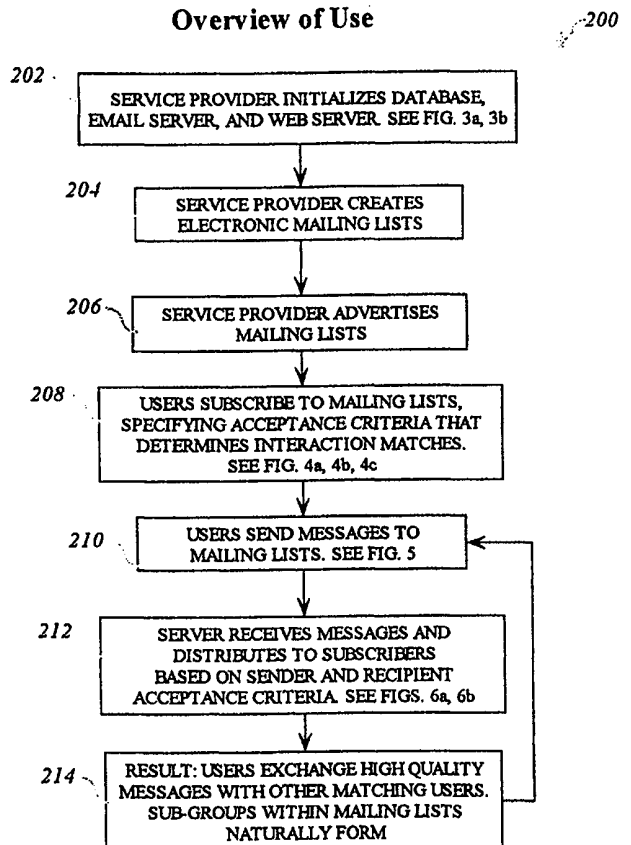 Overview of Use
200
202
SERVICE PROVIDER INITIALIZES DATABASE,
EMAIL SERVER, AND WEB SERVER. SEE FIG. 3a, 3b
204
SERVICE PROVIDER CREATES
ELECTRONIC MAILING LISTS
206
SERVICE PROVIDER ADVERTISES
MAILING LISTS
208
USERS SUBSCRIBE TO MAILING LISTS,
SPECIFYING ACCEPTANCE CRITERIA THAT
DETERMINES INTERACTION MATCHES.
SEE FIG. 4a, 4b, 4c
210
USERS SEND MESSAGES TO
MAILING LISTS. SEE FIG. 5
212
SERVER RECEIVES MESSAGES AND
DISTRIBUTES TO SUBSCRIBERS
BASED ON SENDER AND RECIPIENT
ACCEPTANCE CRITERIA. SEE FIGS. 6a, 6b
214
RESULT: USERS EXCHANGE HIGH QUALITY
MESSAGES WITH OTHER MATCHING USERS.
SUB-GROUPS WITHIN MAILING LISTS
NATURALLY FORM